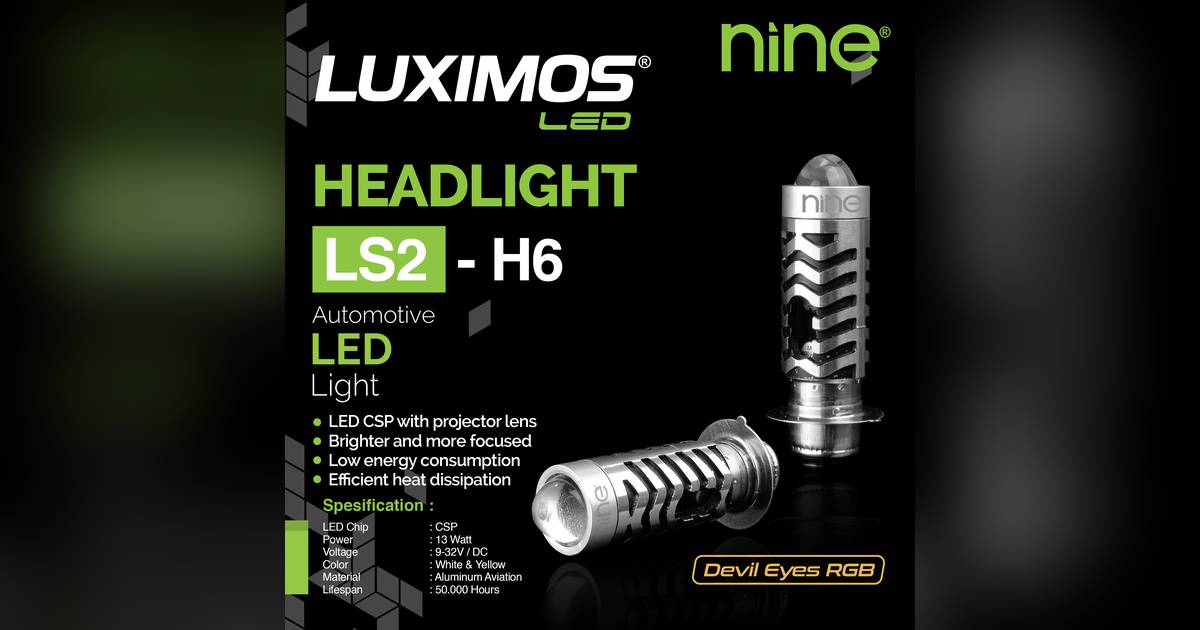 nine®
LUXIMOS®
LED
HEADLIGHT
LS2 - H6
Automotive
LED
Light
LED CSP with projector lens
Brighter and more focused
Low energy consumption
Efficient heat dissipation
Spesification :
LED Chip : CSP
Power : 13 Watt
Voltage : 9-32V / DC
Color : White & Yellow
Material : Aluminum Aviation
Lifespan : 50.000 Hours
nine
nine
Devil Eyes RGB